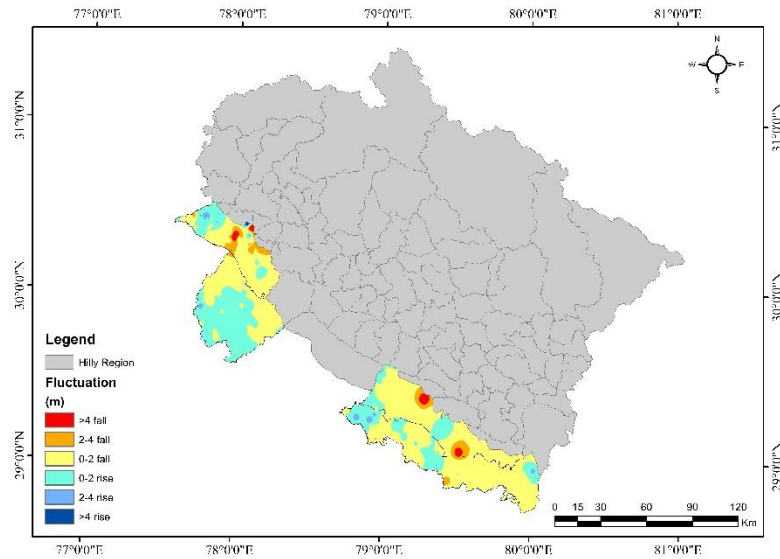 77°0'0"E 78°0'0"E 79°0'0"E 80°0'0"E 81°0'0"E
N
W E
S
31°0'0"N 31°0'0"N
30°0'0"N 30°0'0"N
29°0'0"N 29°0'0"N
Legend
Hilly Region
Fluctuation
(m)
>4 fall
2-4 fall
0-2 fall
0-2 rise
2-4 rise
>4 rise
0 15 30 60 90 120
Km
77°0'0"E 78°0'0"E 79°0'0"E 80°0'0"E 81°0'0"E